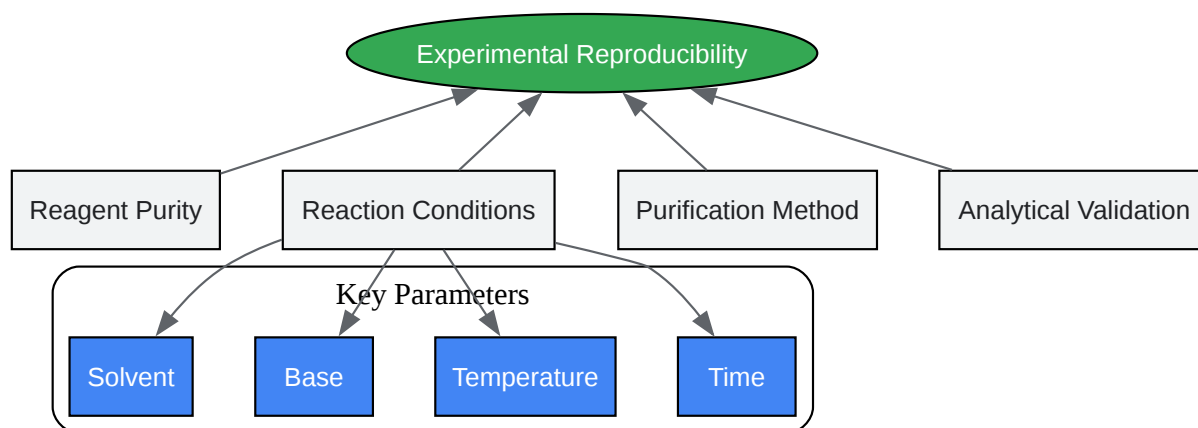 Experimental Reproducibility
Reagent Purity
Reaction Conditions
Purification Method
Analytical Validation
Key Parameters
Solvent
Base
Temperature
Time